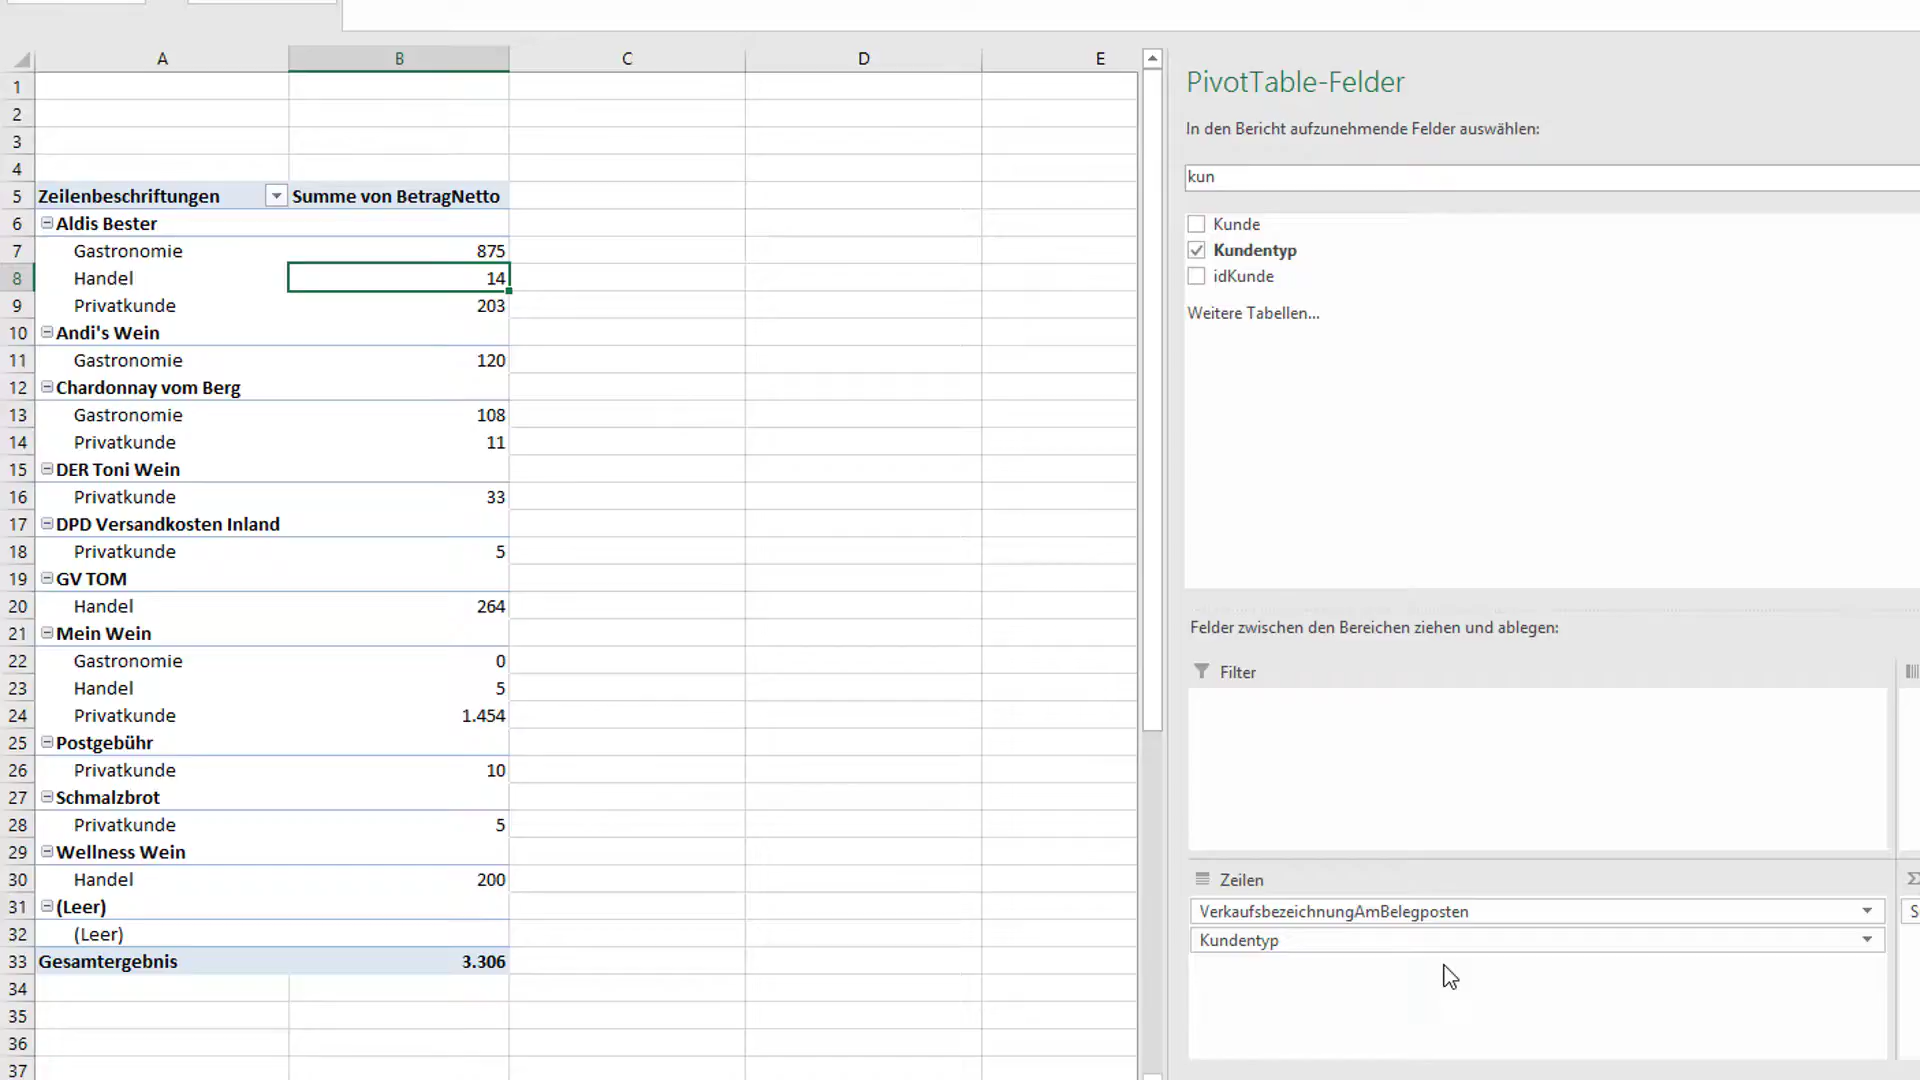 A B C D E
1
2
3
4
5 Zeilenbeschriftungen Summe von BetragNetto
6 Aldis Bester
7 Gastronomie 875
8 Handel 14
9 Privatkunde 203
10 Andi's Wein
11 Gastronomie 120
12 Chardonnay vom Berg
13 Gastronomie 108
14 Privatkunde 11
15 DER Toni Wein
16 Privatkunde 33
17 DPD Versandkosten Inland
18 Privatkunde 5
19 GV TOM
20 Handel 264
21 Mein Wein
22 Gastronomie 0
23 Handel 5
24 Privatkunde 1.454
25 Postgebühr
26 Privatkunde 10
27 Schmalzbrot
28 Privatkunde 5
29 Wellness Wein
30 Handel 200
31 (Leer)
32 (Leer)
33 Gesamtergebnis 3.306
34
35
36
37
PivotTable-Felder
In den Bericht aufzunehmende Felder auswählen:
kun
Kunde
Kundentyp
idKunde
Weitere Tabellen...
Felder zwischen den Bereichen ziehen und ablegen:
Filter
Zeilen
VerkaufsbezeichnungAmBelegposten
Kundentyp